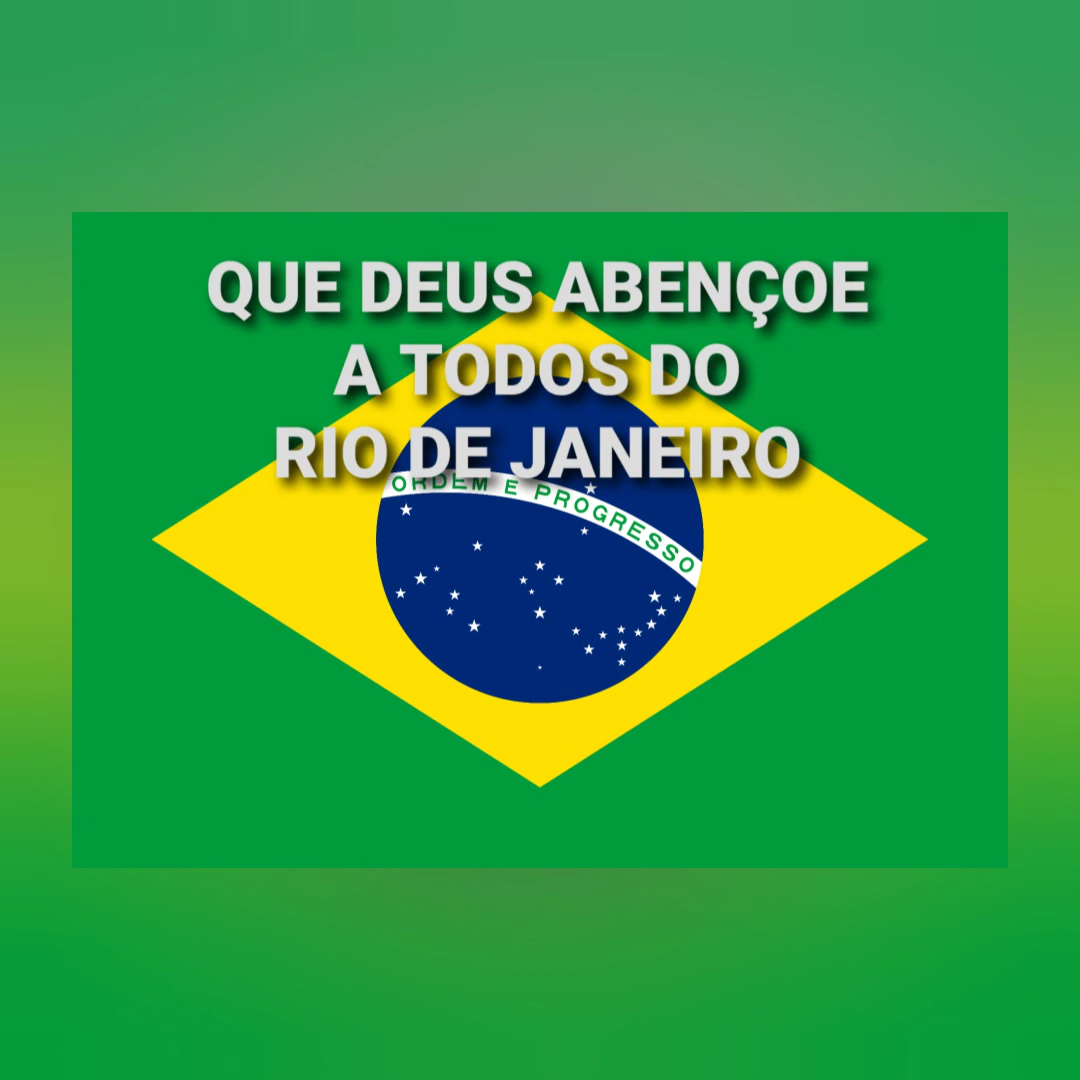 QUE DEUS ABENÇOE
A TODOS DO
RIO DE JANEIRO
ORDEM E PROGRESSO